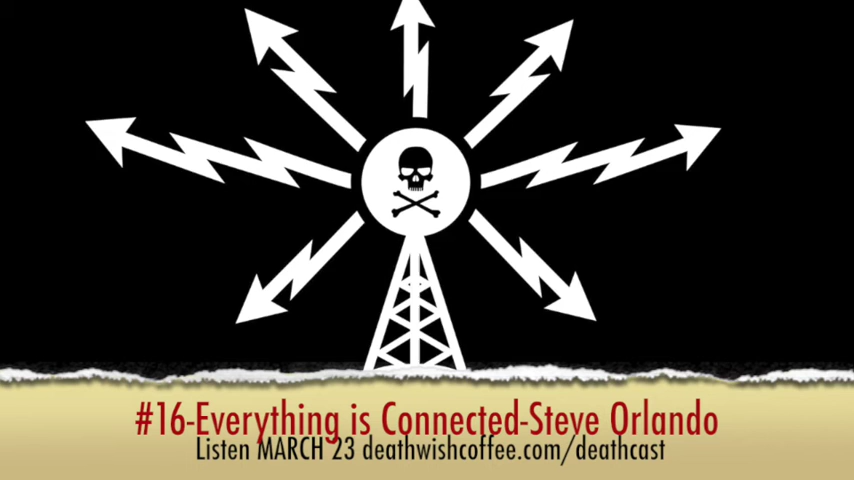 #16-Everything is Connected-Steve Orlando
Listen MARCH 23 deathwishcoffee.com/deathcast